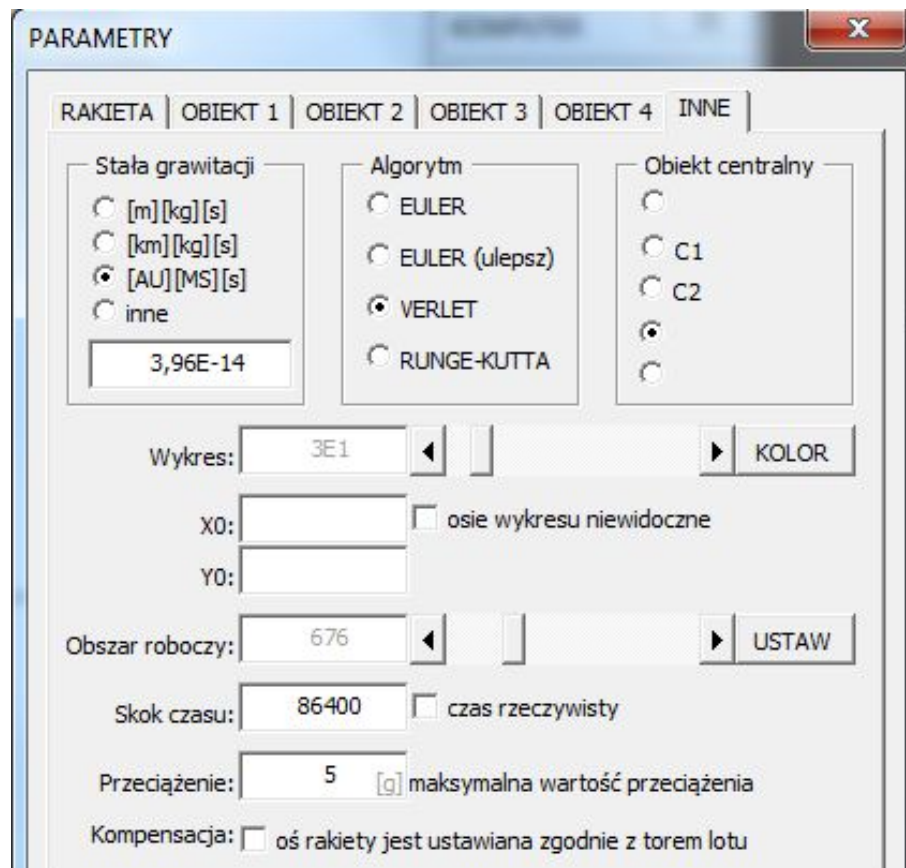 PARAMETRY
RAKIETA OBIEKT 1 OBIEKT 2 OBIEKT 3 OBIEKT 4 INNE
Stała grawitacji
[m][kg][s]
[km][kg][s]
[AU][MS][s]
inne
3,96E-14
Algorytm
EULER
EULER (ulepsz)
VERLET
RUNGE-KUTTA
Obiekt centralny
C1
C2
Wykres: 3E1 KOLOR
X0: osie wykresu niewidoczne
Y0:
Obszar roboczy: 676 USTAW
Skok czasu: 86400 czas rzeczywisty
Przeciążenie: 5 [g] maksymalna wartość przeciążenia
Kompensacja: oś rakiety jest ustawiana zgodnie z torem lotu